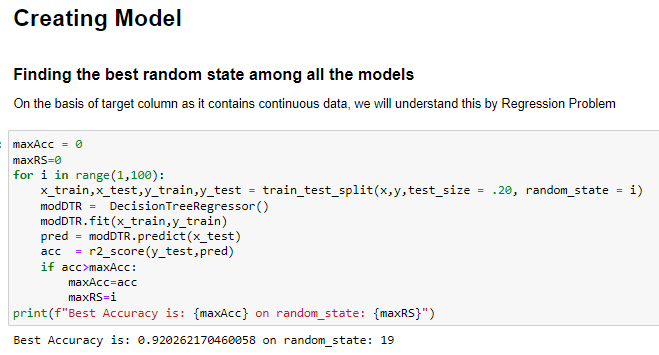 Creating Model
Finding the best random state among all the models
On the basis of target column as it contains continuous data, we will understand this by Regression Problem
maxAcc = 0
maxRS=0
for i in range(1,100):
    x_train,x_test,y_train,y_test = train_test_split(x,y,test_size = .20, random_state = i)
    modDTR =  DecisionTreeRegressor()
    modDTR.fit(x_train,y_train)
    pred = modDTR.predict(x_test)
    acc  = r2_score(y_test,pred)
    if acc>maxAcc:
        maxAcc=acc
        maxRS=i
print(f"Best Accuracy is: {maxAcc} on random_state: {maxRS}")
Best Accuracy is: 0.920262170460058 on random_state: 19